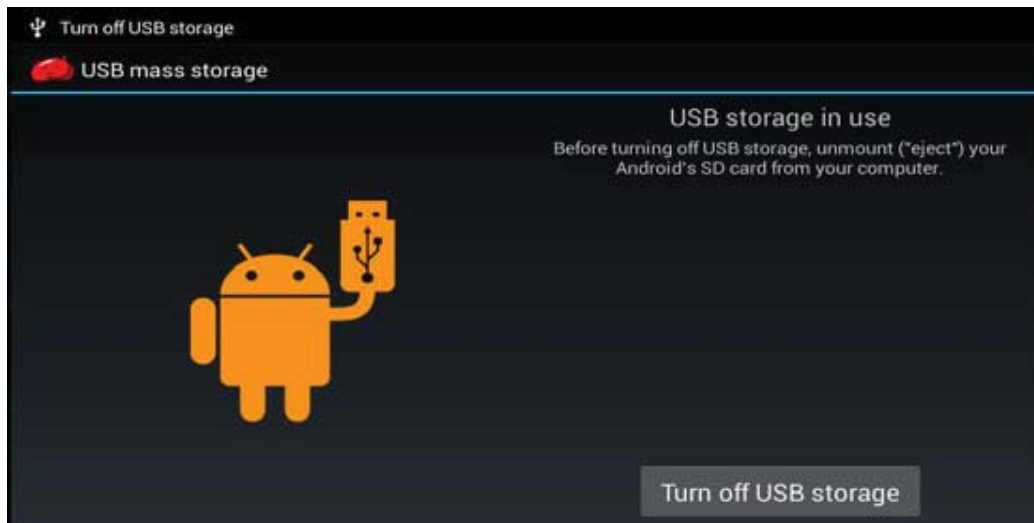 Turn off USB storage
USB mass storage
USB storage in use
Before turning off USB storage, unmount ("eject") your
Android's SD card from your computer.
Turn off USB storage